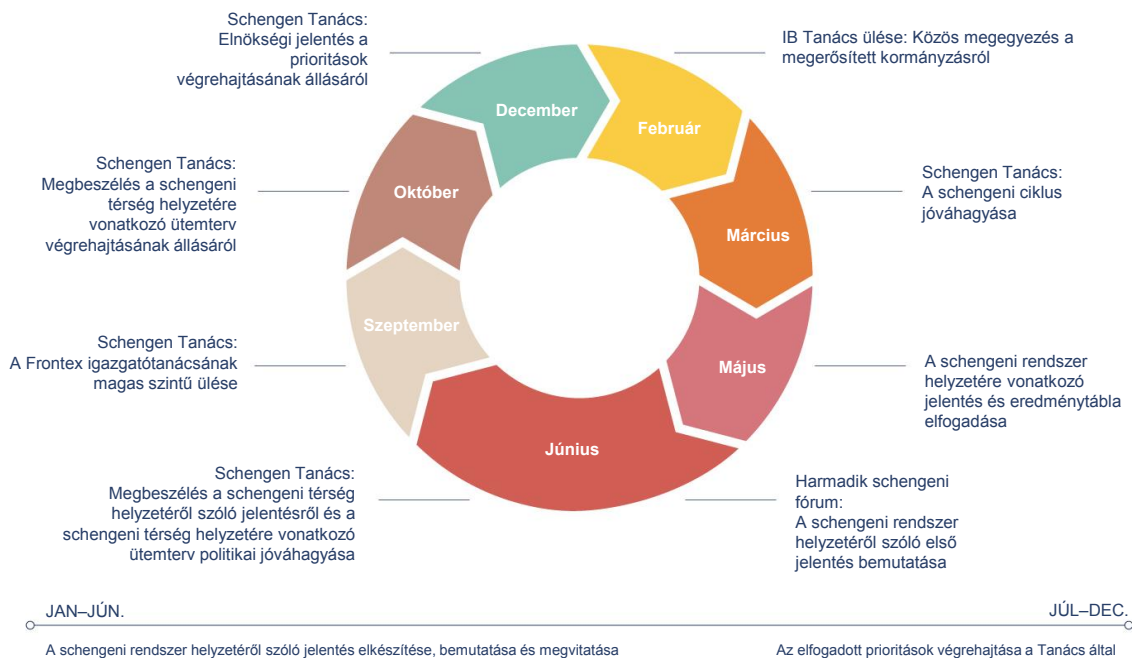 Schengen Tanács:
Elnökségi jelentés a
prioritások
végrehajtásának állásáról
IB Tanács ülése: Közös megegyezés a
megerősített kormányzásról
December
Február
Schengen Tanács:
Megbeszélés a schengeni
térség helyzetére
vonatkozó ütemterv
végrehajtásának állásáról
Október
Március
Schengen Tanács:
A schengeni ciklus
jóváhagyása
Schengen Tanács:
A Frontex igazgatótanácsának
magas szintű ülése
Szeptember
Május
A schengeni rendszer
helyzetére vonatkozó
jelentés és eredménytábla
elfogadása
Június
Schengen Tanács:
Megbeszélés a schengeni térség
helyzetéről szóló jelentésről és a
schengeni térség helyzetére vonatkozó
ütemterv politikai jóváhagyása
Harmadik schengeni
fórum:
A schengeni rendszer
helyzetéről szóló első
jelentés bemutatása
JAN–JÚN.
JÚL–DEC.
A schengeni rendszer helyzetéről szóló jelentés elkészítése, bemutatása és megvitatása
Az elfogadott prioritások végrehajtása a Tanács által